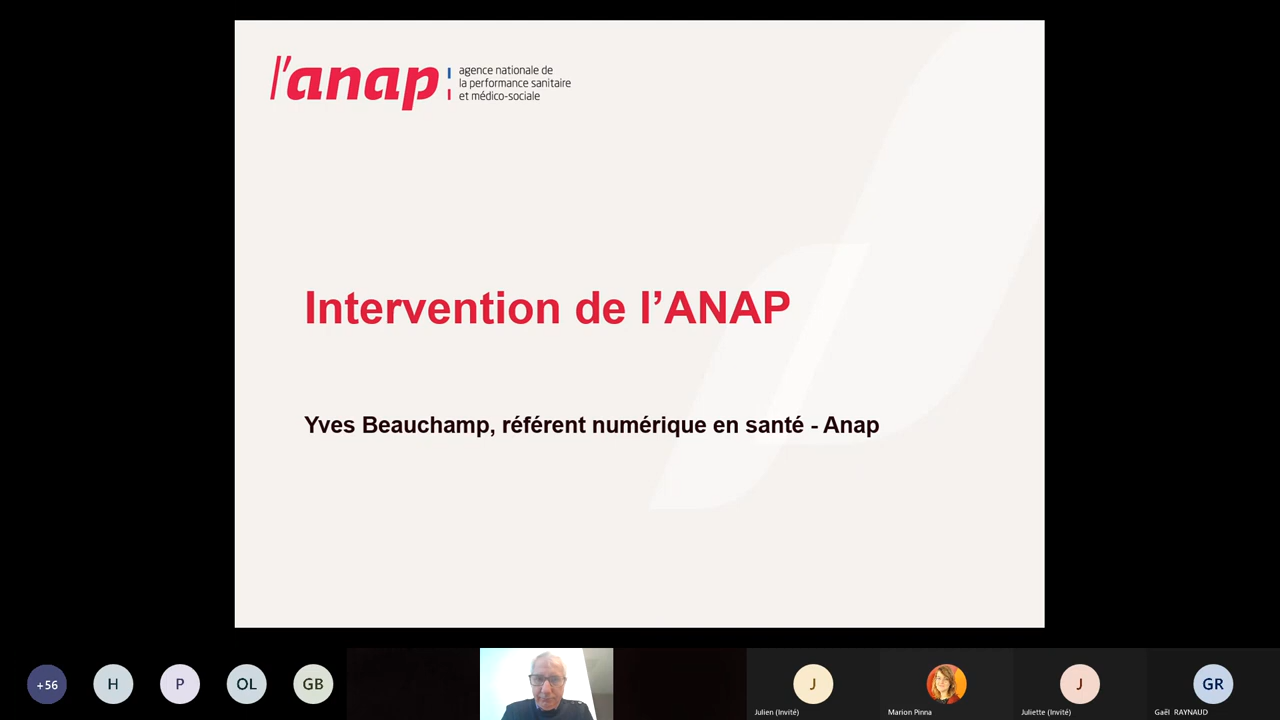 l'anap
agence nationale de
la performance sanitaire
et médico-sociale
Intervention de l’ANAP
Yves Beauchamp, référent numérique en santé - Anap
+56
H
P
OL
GB
J
Julien (Invité)
Marion Pinna
J
Juliette (Invité)
GR
Gaël RAYNAUD